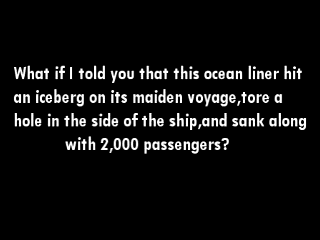 What if I told you that this ocean liner hit
an iceberg on its maiden voyage,tore a
hole in the side of the ship,and sank along
with 2,000 passengers?